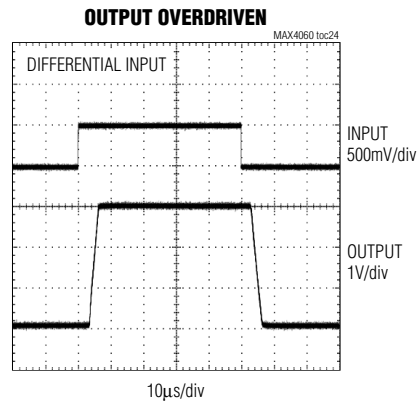 OUTPUT OVERDRIVEN
MAX4060 toc24
DIFFERENTIAL INPUT
INPUT
500mV/div
OUTPUT
1V/div
10µs/div